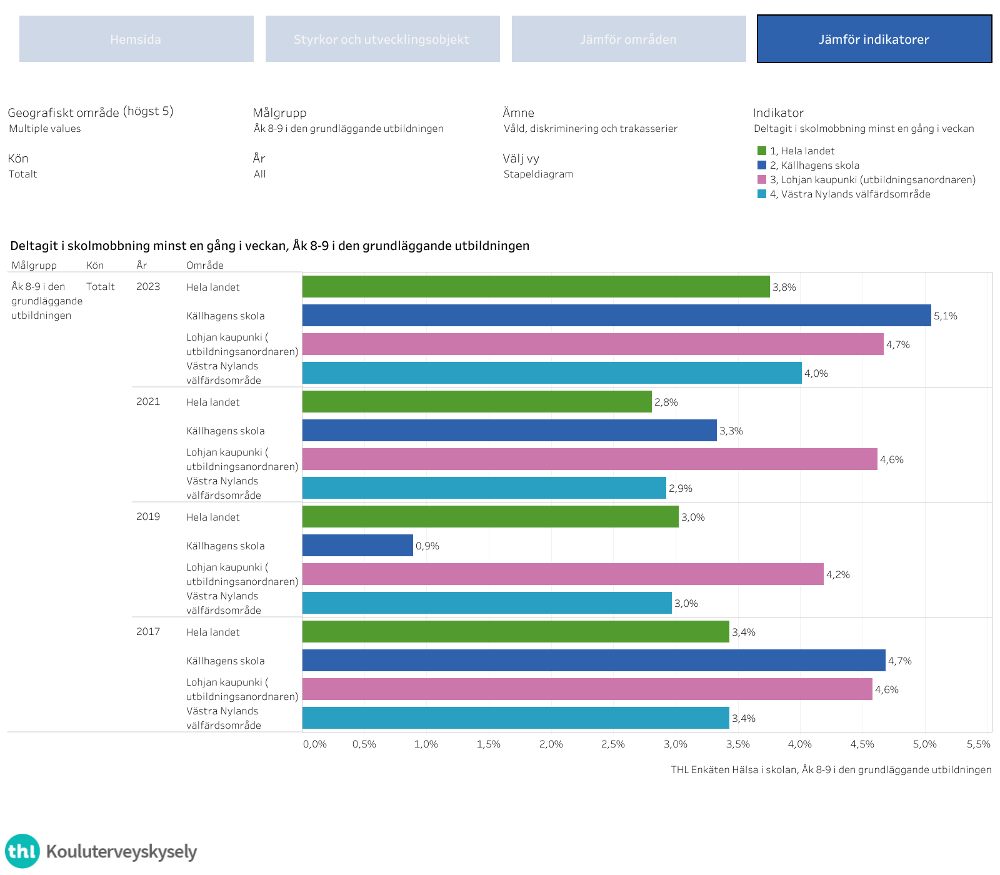 Hemsida
Styrkor och utvecklingsobjekt
Jämför områden
Jämför indikatorer
Geografiskt område (högst 5)
Multiple values
Målgrupp
Åk 8-9 i den grundläggande utbildningen
Ämne
Våld, diskriminering och trakasserier
Indikator
Deltagit i skolmobbning minst en gång i veckan
Kön
Totalt
År
All
Välj vy
Stapeldiagram
1, Hela landet
2, Källhagens skola
3, Lohjan kaupunki (utbildningsanordnaren)
4, Västra Nylands välfärdsområde
Deltagit i skolmobbning minst en gång i veckan, Åk 8-9 i den grundläggande utbildningen
Målgrupp Kön År Område
Åk 8-9 i den
grundläggande
utbildningen
Totalt
2023
Hela landet
3,8%
Källhagens skola
5,1%
Lohjan kaupunki (
utbildningsanordnaren)
4,7%
Västra Nylands
välfärdsområde
4,0%
2021
Hela landet
2,8%
Källhagens skola
3,3%
Lohjan kaupunki (
utbildningsanordnaren)
4,6%
Västra Nylands
välfärdsområde
2,9%
2019
Hela landet
3,0%
Källhagens skola
0,9%
Lohjan kaupunki (
utbildningsanordnaren)
4,2%
Västra Nylands
välfärdsområde
3,0%
2017
Hela landet
3,4%
Källhagens skola
4,7%
Lohjan kaupunki (
utbildningsanordnaren)
4,6%
Västra Nylands
välfärdsområde
3,4%
0,0% 0,5% 1,0% 1,5% 2,0% 2,5% 3,0% 3,5% 4,0% 4,5% 5,0% 5,5%
THL Enkäten Hälsa i skolan, Åk 8-9 i den grundläggande utbildningen
thl Kouluterveyskysely